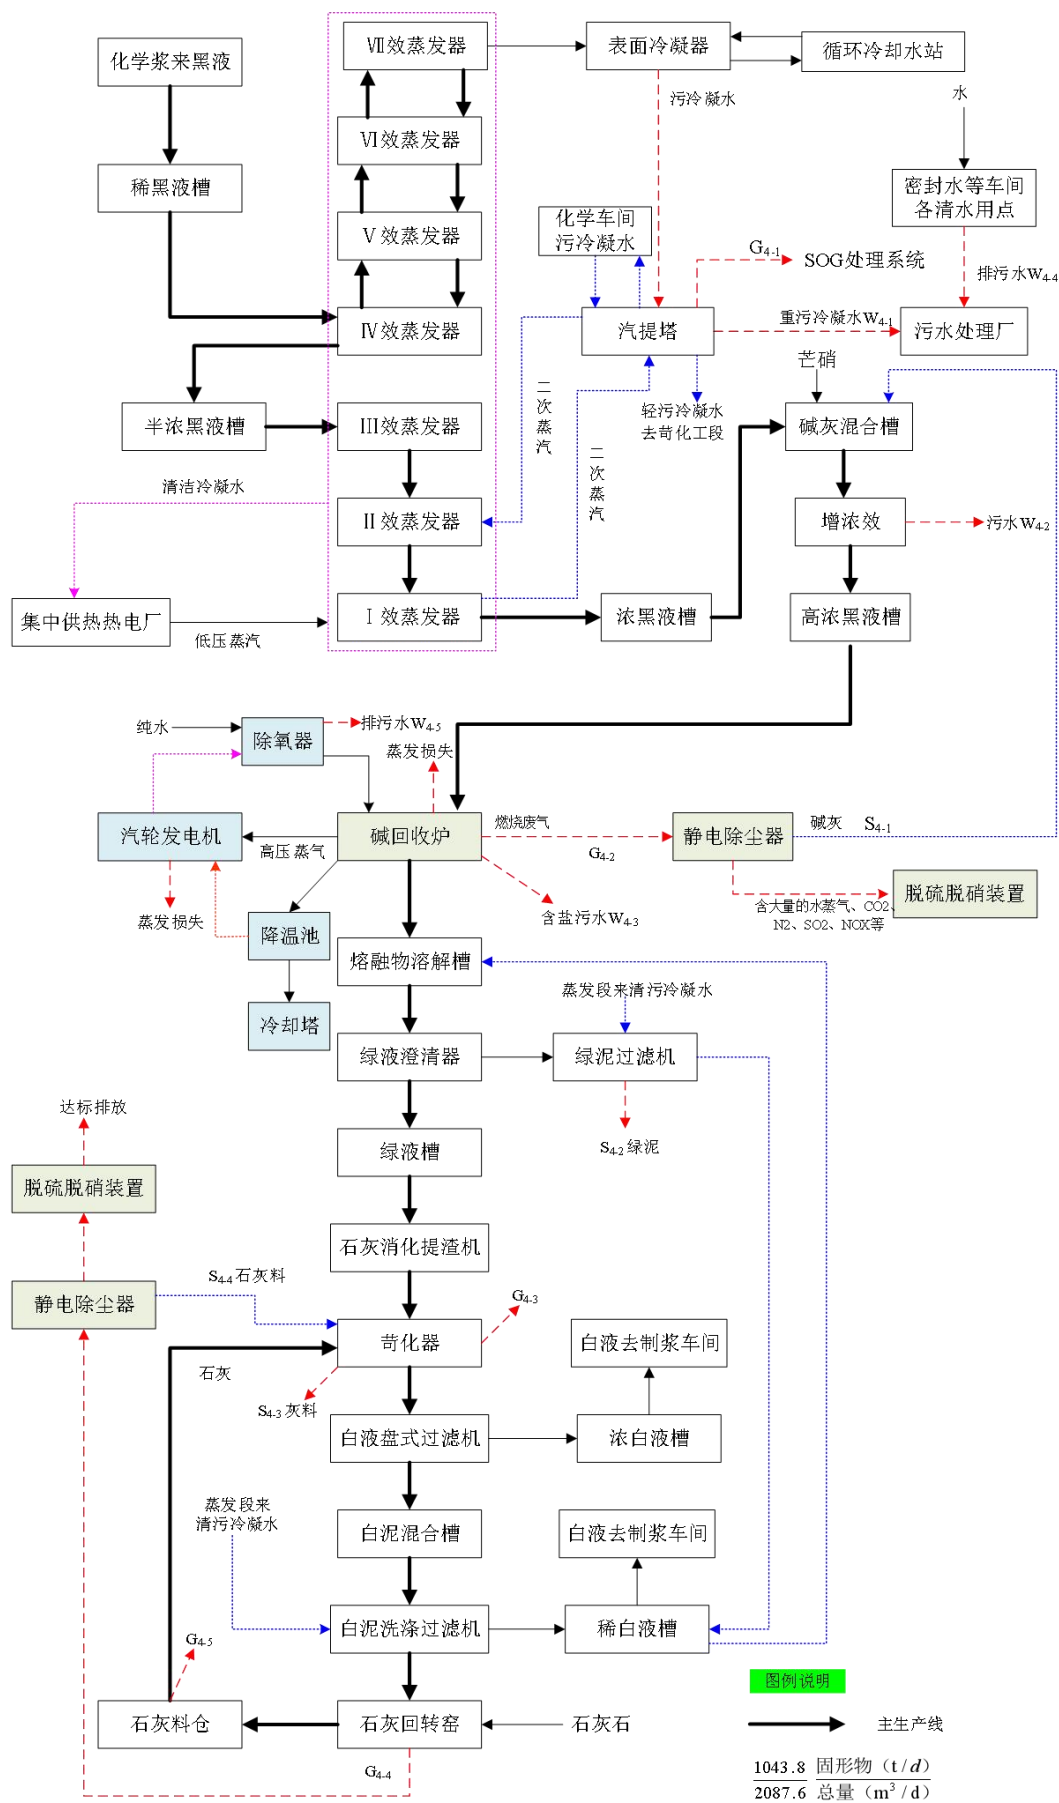 化学浆来黑液
稀黑液槽
半浓黑液槽
清洁冷凝水
集中供热热电厂
低压蒸汽
VII效蒸发器
VI效蒸发器
V效蒸发器
IV效蒸发器
III效蒸发器
II效蒸发器
I效蒸发器
表面冷凝器
循环冷却水站
污冷凝水
水
密封水等车间
各清水用点
排污水W4-4
污水处理厂
化学车间
污冷凝水
G4-1
SOG处理系统
汽提塔
重污冷凝水W4-1
二次蒸汽
二次蒸汽
轻污冷凝水
去苛化工段
芒硝
碱灰混合槽
增浓效
污水W4-2
浓黑液槽
高浓黑液槽
纯水
除氧器
排污水W4-5
蒸发损失
汽轮发电机
高压蒸气
碱回收炉
燃烧废气
G4-2
静电除尘器
碱灰
S4-1
蒸发损失
降温池
含盐污水W4-3
含大量的水蒸气、CO2、
N2、SO2、NOX等
脱硫脱硝装置
熔融物溶解槽
冷却塔
蒸发段来清污冷凝水
绿液澄清器
绿泥过滤机
S4-2绿泥
达标排放
绿液槽
脱硫脱硝装置
石灰消化提渣机
S4-4石灰料
静电除尘器
G4-3
苛化器
石灰
S4-3灰料
白液去制浆车间
白液盘式过滤机
浓白液槽
蒸发段来
清污冷凝水
白泥混合槽
白液去制浆车间
白泥洗涤过滤机
稀白液槽
G4-5
石灰料仓
石灰回转窑
石灰石
G4-4
图例说明
主生产线
1043.8 固形物（t/d）
2087.6 总量（m³/d）